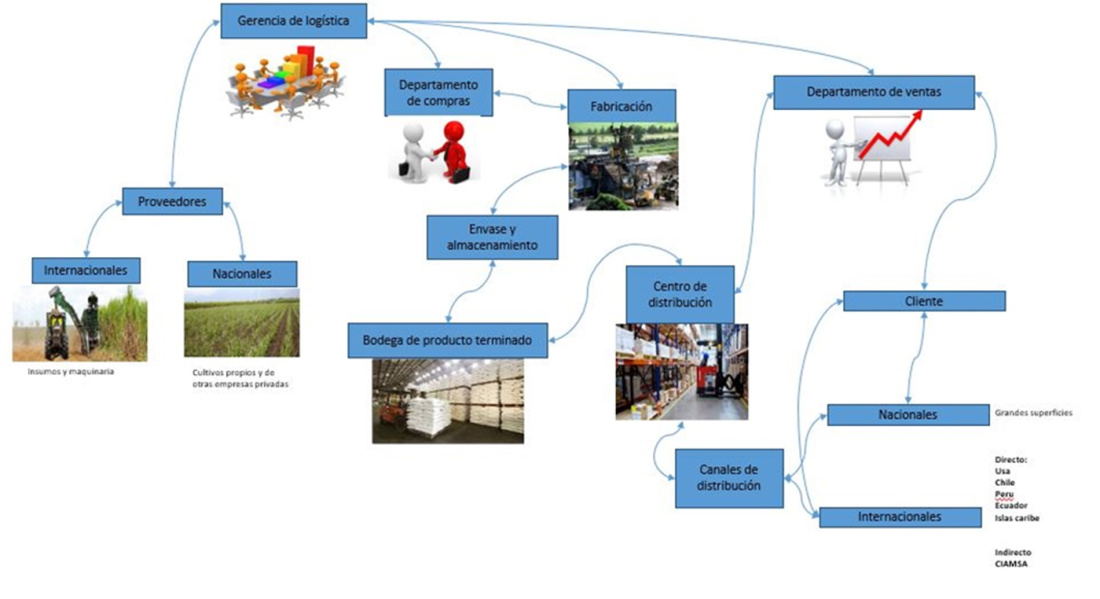 Gerencia de logística
Departamento
de compras
Fabricación
Departamento de ventas
Proveedores
Envase y
almacenamiento
Internacionales
Nacionales
Centro de
distribución
Cliente
Bodega de producto terminado
Insumos y maquinaria
Cultivos propios y de
otras empresas privadas
Nacionales
Grandes superficies
Canales de
distribución
Directo:
Usa
Chile
Peru
Ecuador
Islas caribe
Internacionales
Indirecto
CIAMSA